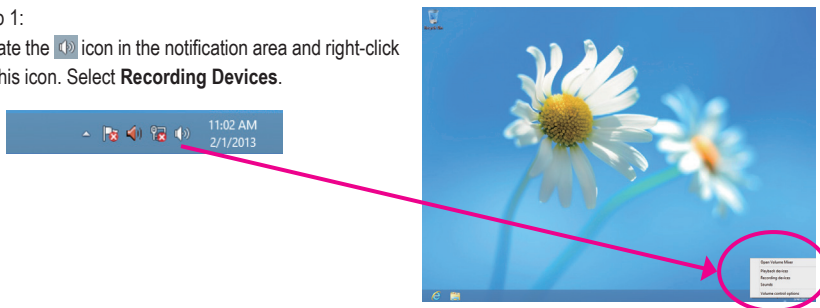 o 1:
ate the icon in the notification area and right-click
his icon. Select Recording Devices.
11:02 AM
2/1/2013
Open Volume Mixer
Playback devices
Recording devices
Sounds
Volume control options